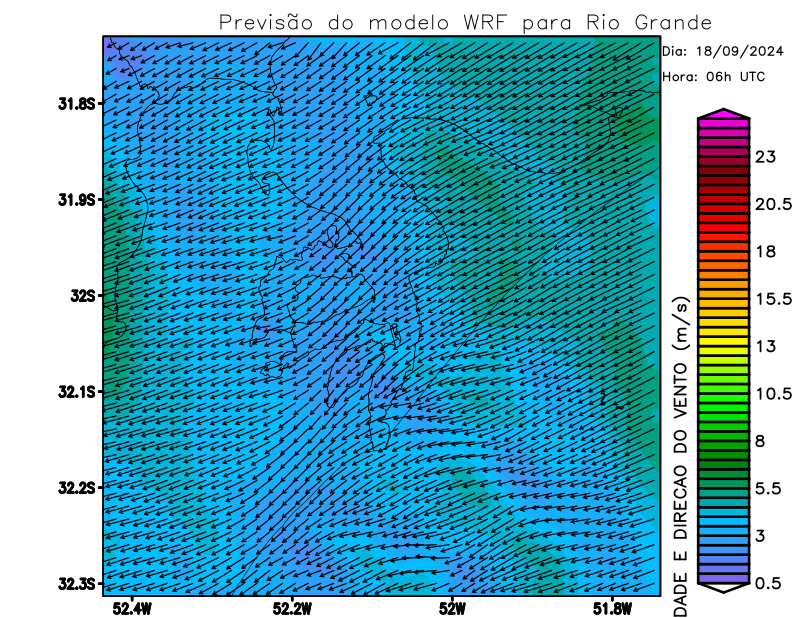 Previsão do modelo WRF para Rio Grande
Dia: 18/09/2024
Hora: 06h UTC
31.8S
31.9S
32S
32.1S
32.2S
32.3S
52.4W
52.2W
52W
51.8W
23
20.5
18
15.5
13
10.5
8
5.5
3
0.5
DADE E DIRECAO DO VENTO (m/s)